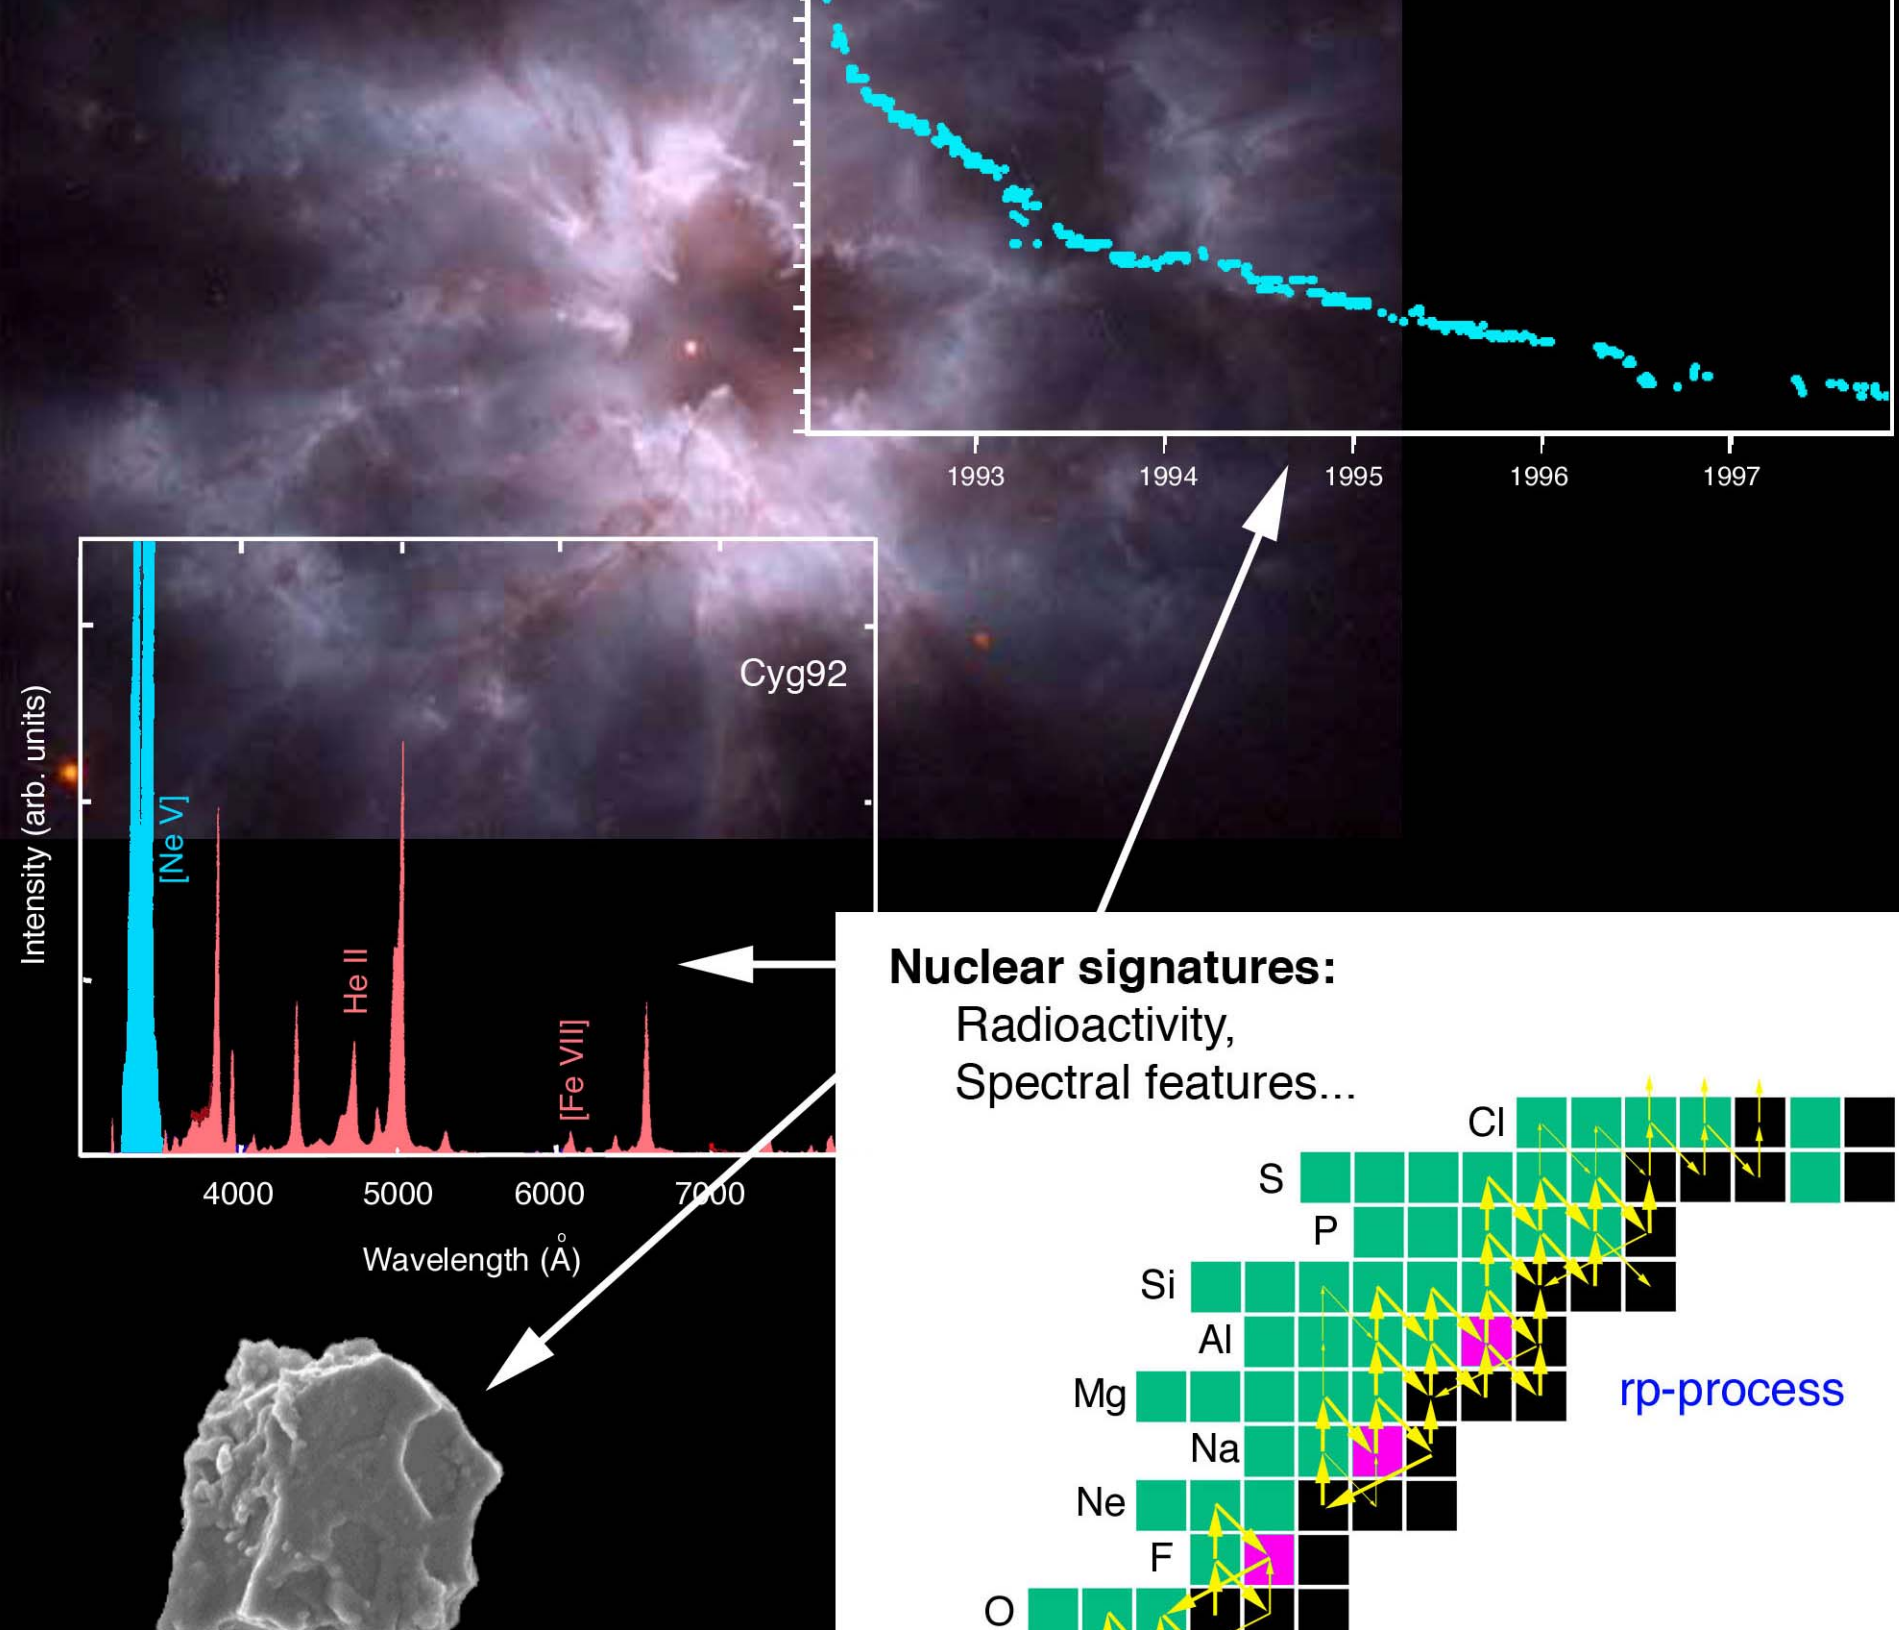 1993 1994 1995 1996 1997
Cyg92
Intensity (arb. units)
[Ne V]
He II
[Fe VII]
4000 5000 6000 7000
Wavelength (Å)
Nuclear signatures:
Radioactivity,
Spectral features...
Cl
S
P
Si
Al
Mg
rp-process
Na
Ne
F
O